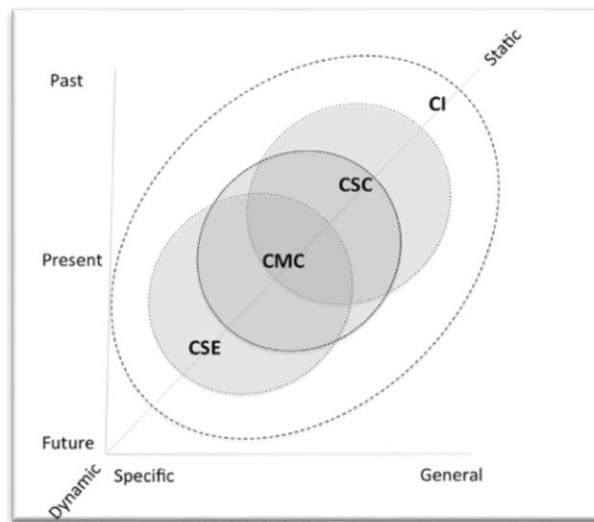 Static
Past
CI
CSC
Present
CMC
CSE
Future
Dynamic
Specific
General